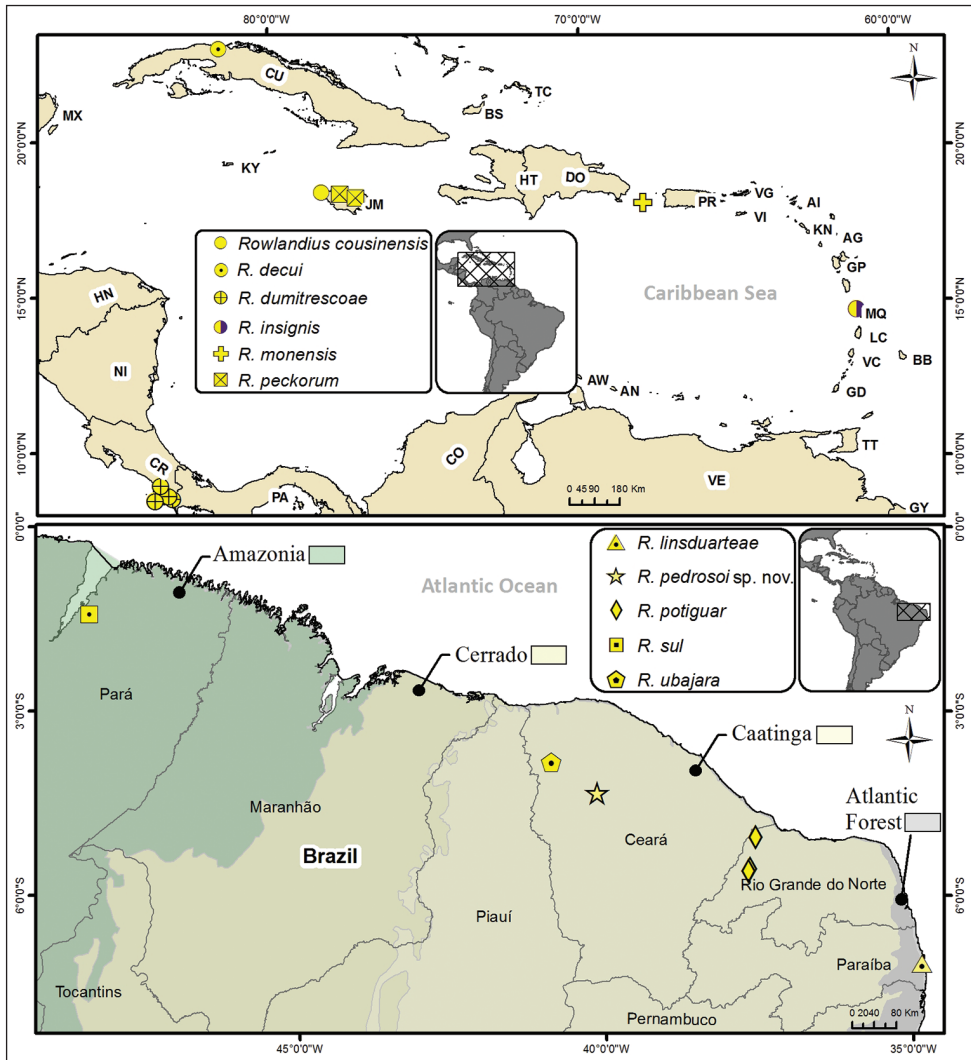 80°0'0"W 70°0'0"W 60°0'0"W
N
CU
TC
BS
MX
20°0'0"N
20°0'0"N
KY
HT
DO
JM
PR
VG
VI
AI
KN
AG
GP
Rowlandius cousinensis
R. decui
R. dumitrescoae
R. insignis
R. monensis
R. peckorum
Caribbean Sea
HN
15°0'0"N
15°0'0"N
MQ
LC
NI
VC
BB
AW
AN
GD
TT
CR
CO
10°0'0"N
10°0'0"N
PA
VE
0 45 90 180 Km
GY
0°0'0"
0°0'0"
Amazonia
Atlantic Ocean
R. linsduarteae
R. pedrosoi sp. nov.
R. potiguar
R. sul
R. ubajara
Cerrado
Pará
3°0'0"S
3°0'0"S
N
Caatinga
Maranhão
Atlantic
Forest
Brazil
Ceará
Rio Grande do Norte
6°0'0"S
6°0'0"S
Piauí
Paraíba
Tocantins
Pernambuco
0 20 40 80 Km
45°0'0"W 40°0'0"W 35°0'0"W